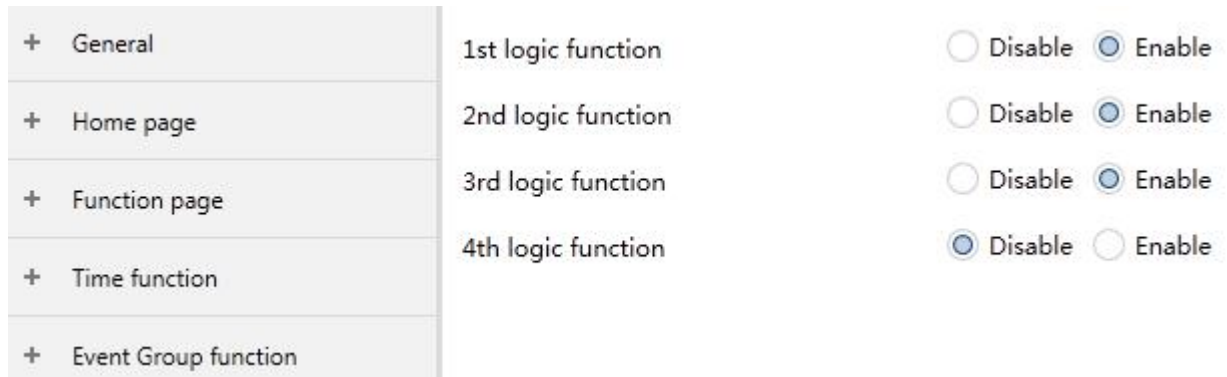 + General
+ Home page
+ Function page
+ Time function
+ Event Group function
1st logic function Disable Enable
2nd logic function Disable Enable
3rd logic function Disable Enable
4th logic function Disable Enable